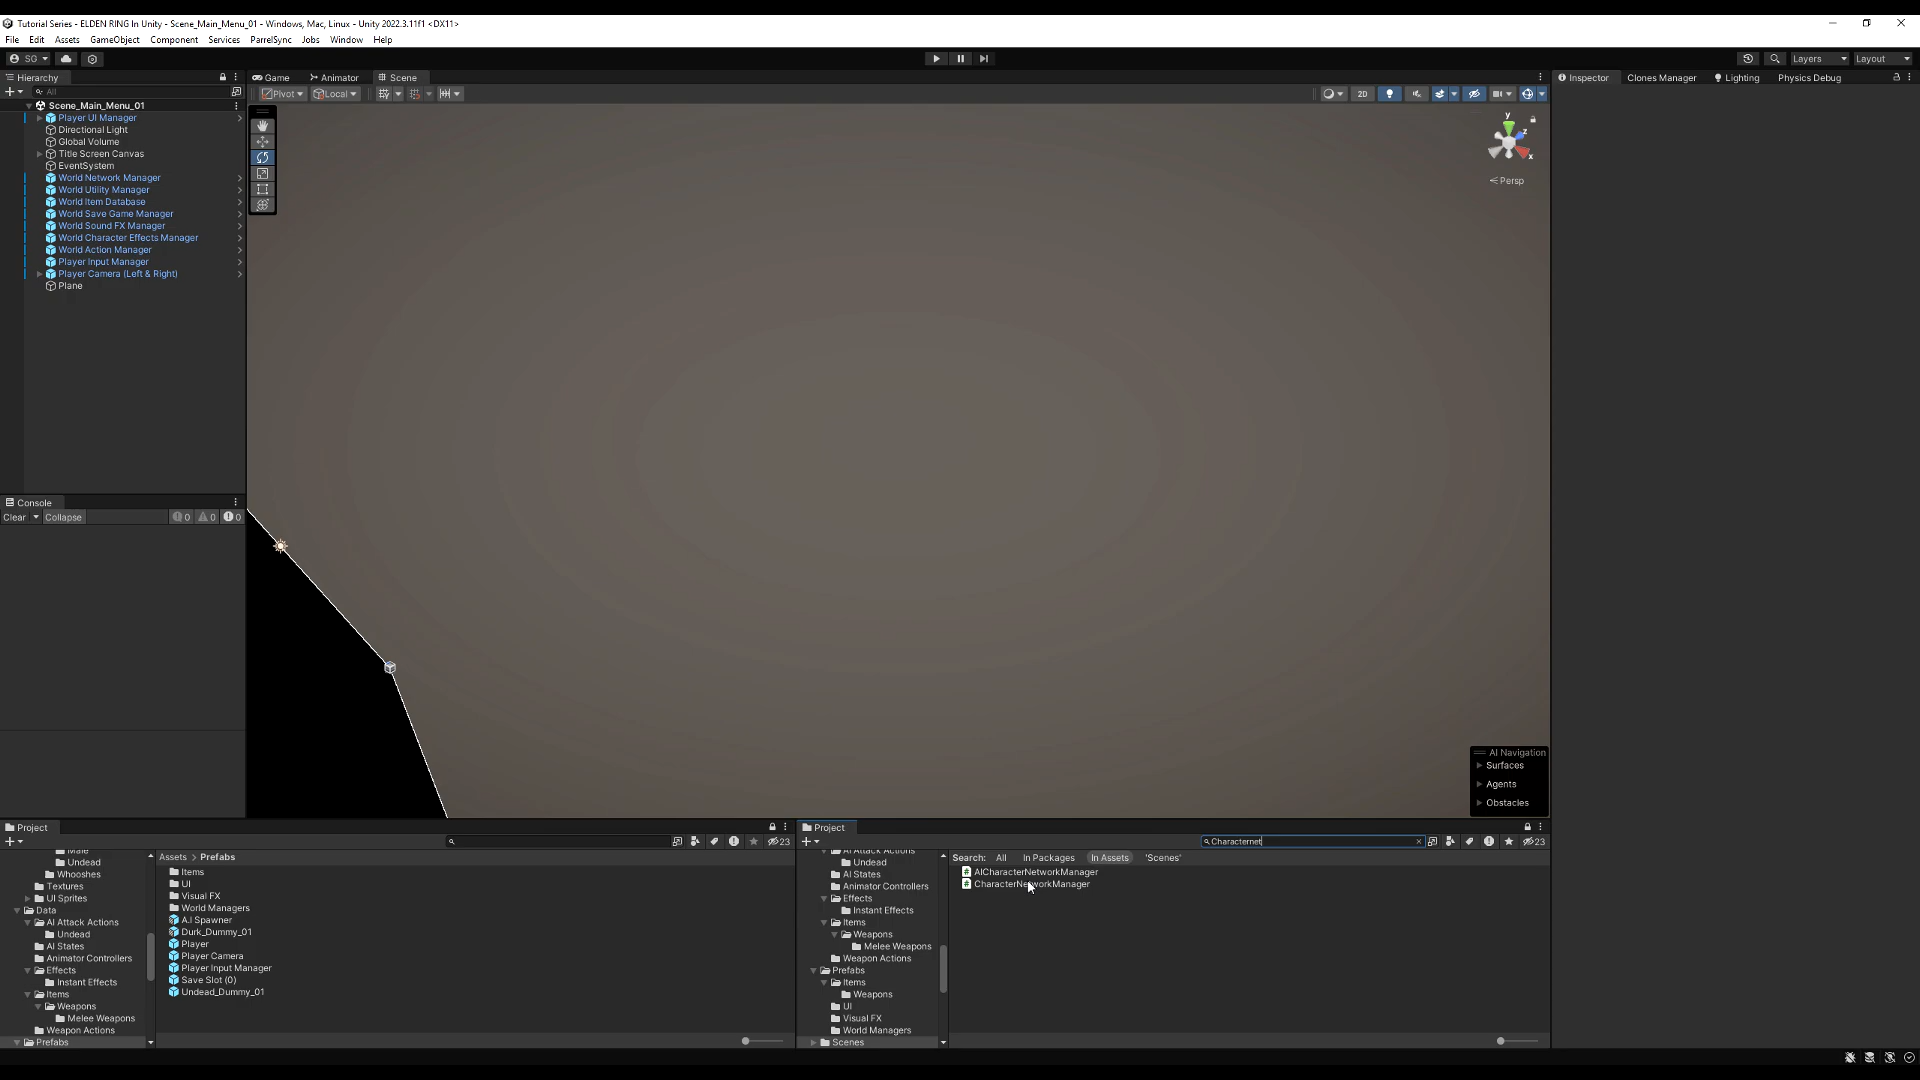 Tutorial Series - ELDEN RING In Unity - Scene_Main_Menu_01 - Windows, Mac, Linux - Unity 2022.3.11f1 <DX11>
File Edit Assets GameObject Component Services ParrelSync Jobs Window Help
SG
Layers Layout
Hierarchy
All
Scene_Main_Menu_01
Player UI Manager
Directional Light
Global Volume
Title Screen Canvas
EventSystem
World Network Manager
World Utility Manager
World Item Database
World Save Game Manager
World Sound FX Manager
World Character Effects Manager
World Action Manager
Player Input Manager
Player Camera (Left & Right)
Plane
Console
Clear Collapse 0 0 0
Game Animator Scene
Pivot Local 2D
y
z
x
Persp
AI Navigation
Surfaces
Agents
Obstacles
Inspector Clones Manager Lighting Physics Debug
Project
23
Male
Undead
Whooshes
Textures
UI Sprites
Data
AI Attack Actions
Undead
AI States
Animator Controllers
Effects
Instant Effects
Items
Weapons
Melee Weapons
Weapon Actions
Prefabs
Assets > Prefabs
Items
UI
Visual FX
World Managers
A.I Spawner
Durk_Dummy_01
Player
Player Camera
Player Input Manager
Save Slot (0)
Undead_Dummy_01
Project
Characternet
23
AI Attack Actions
Undead
AI States
Animator Controllers
Effects
Instant Effects
Items
Weapons
Melee Weapons
Weapon Actions
Prefabs
Items
Weapons
UI
Visual FX
World Managers
Scenes
Search: All In Packages In Assets 'Scenes'
AICharacterNetworkManager
CharacterNetworkManager